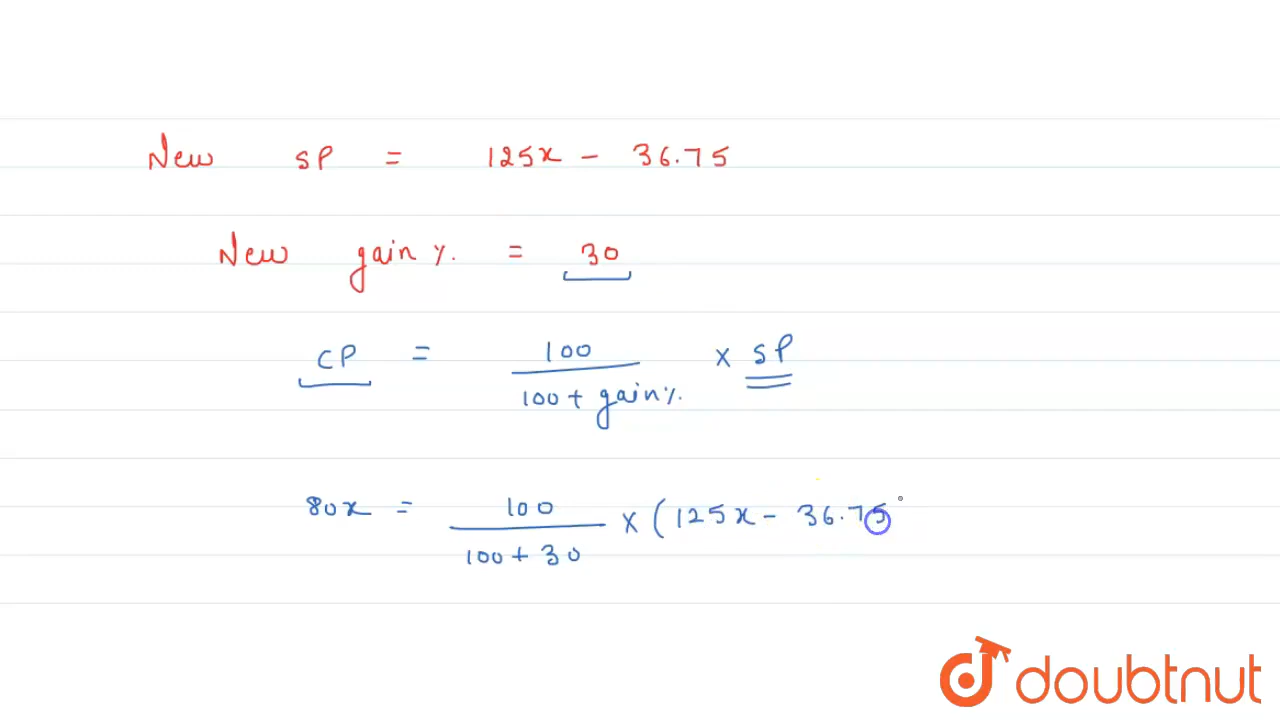 New SP = 125x - 36.75
New gain %. = 30
CP = 100 / 100 + gain %. × SP
80x = 100 / 100 + 30 × (125x - 36.75
doubtnut